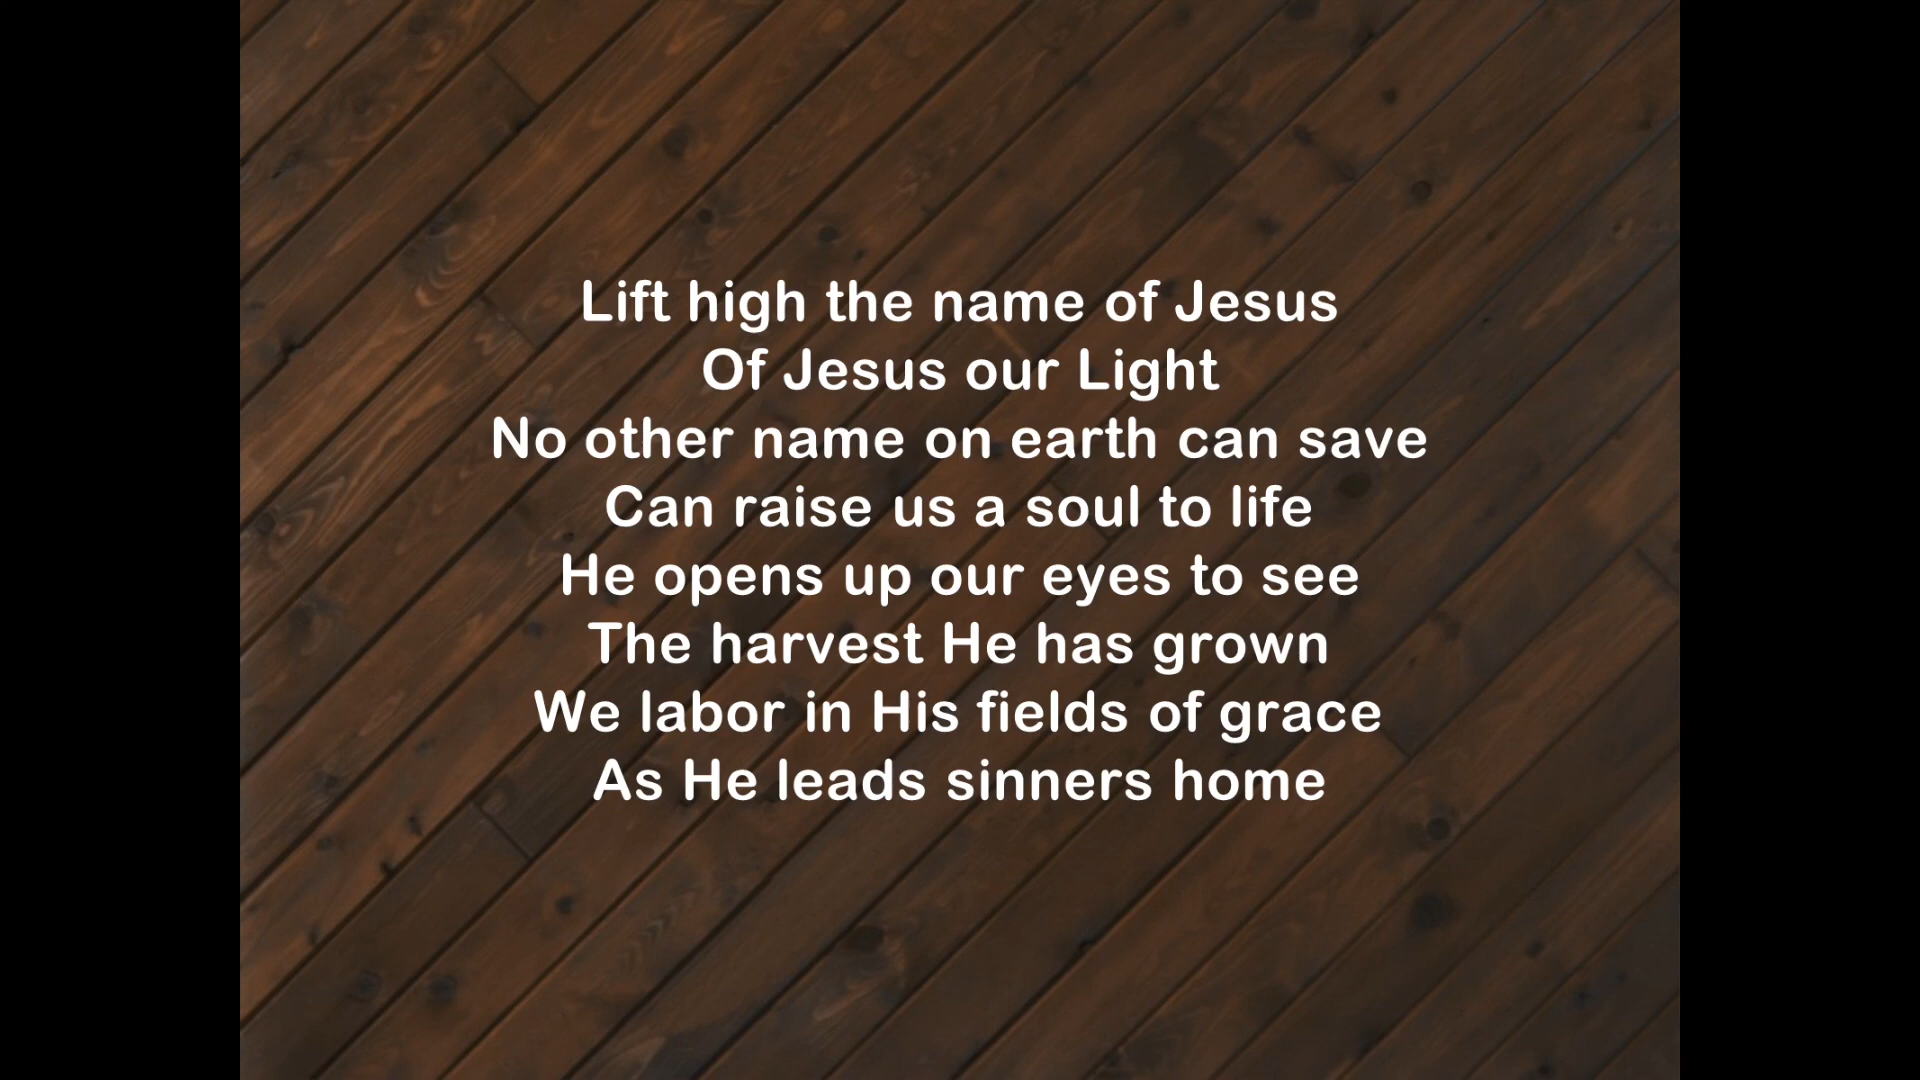 Lift high the name of Jesus
Of Jesus our Light
No other name on earth can save
Can raise us a soul to life
He opens up our eyes to see
The harvest He has grown
We labor in His fields of grace
As He leads sinners home